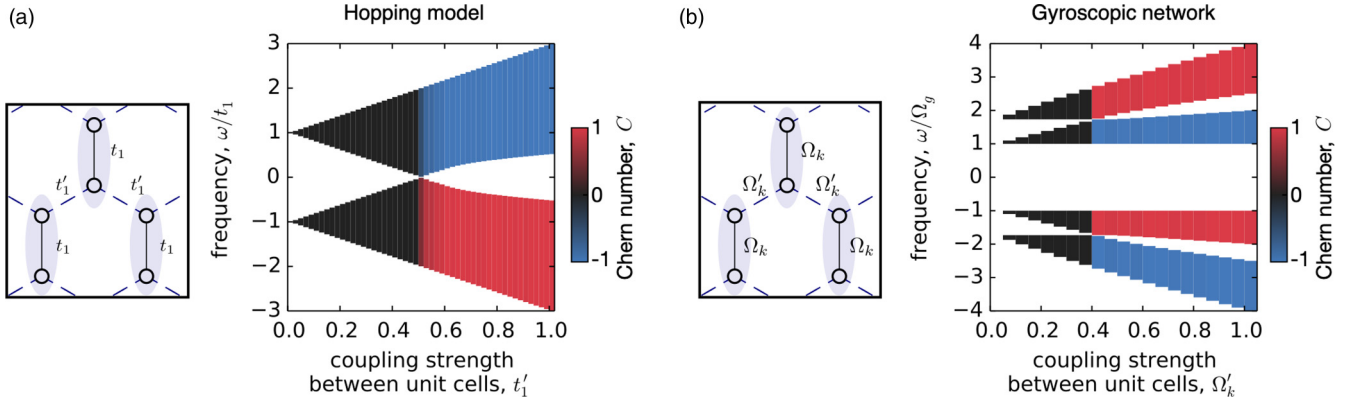 (a)
Hopping model
t₁
t₁′
t₁′
t₁
t₁
frequency, ω/t₁
3
2
1
0
−1
−2
−3
0.0 0.2 0.4 0.6 0.8 1.0
coupling strength
between unit cells, t₁′
1
0
-1
Chern number, C
(b)
Gyroscopic network
Ωₖ
Ωₖ′
Ωₖ′
Ωₖ
Ωₖ
frequency, ω/Ω_g
4
3
2
1
−1
−2
−3
−4
0.0 0.2 0.4 0.6 0.8 1.0
coupling strength
between unit cells, Ωₖ′
1
0
-1
Chern number, C